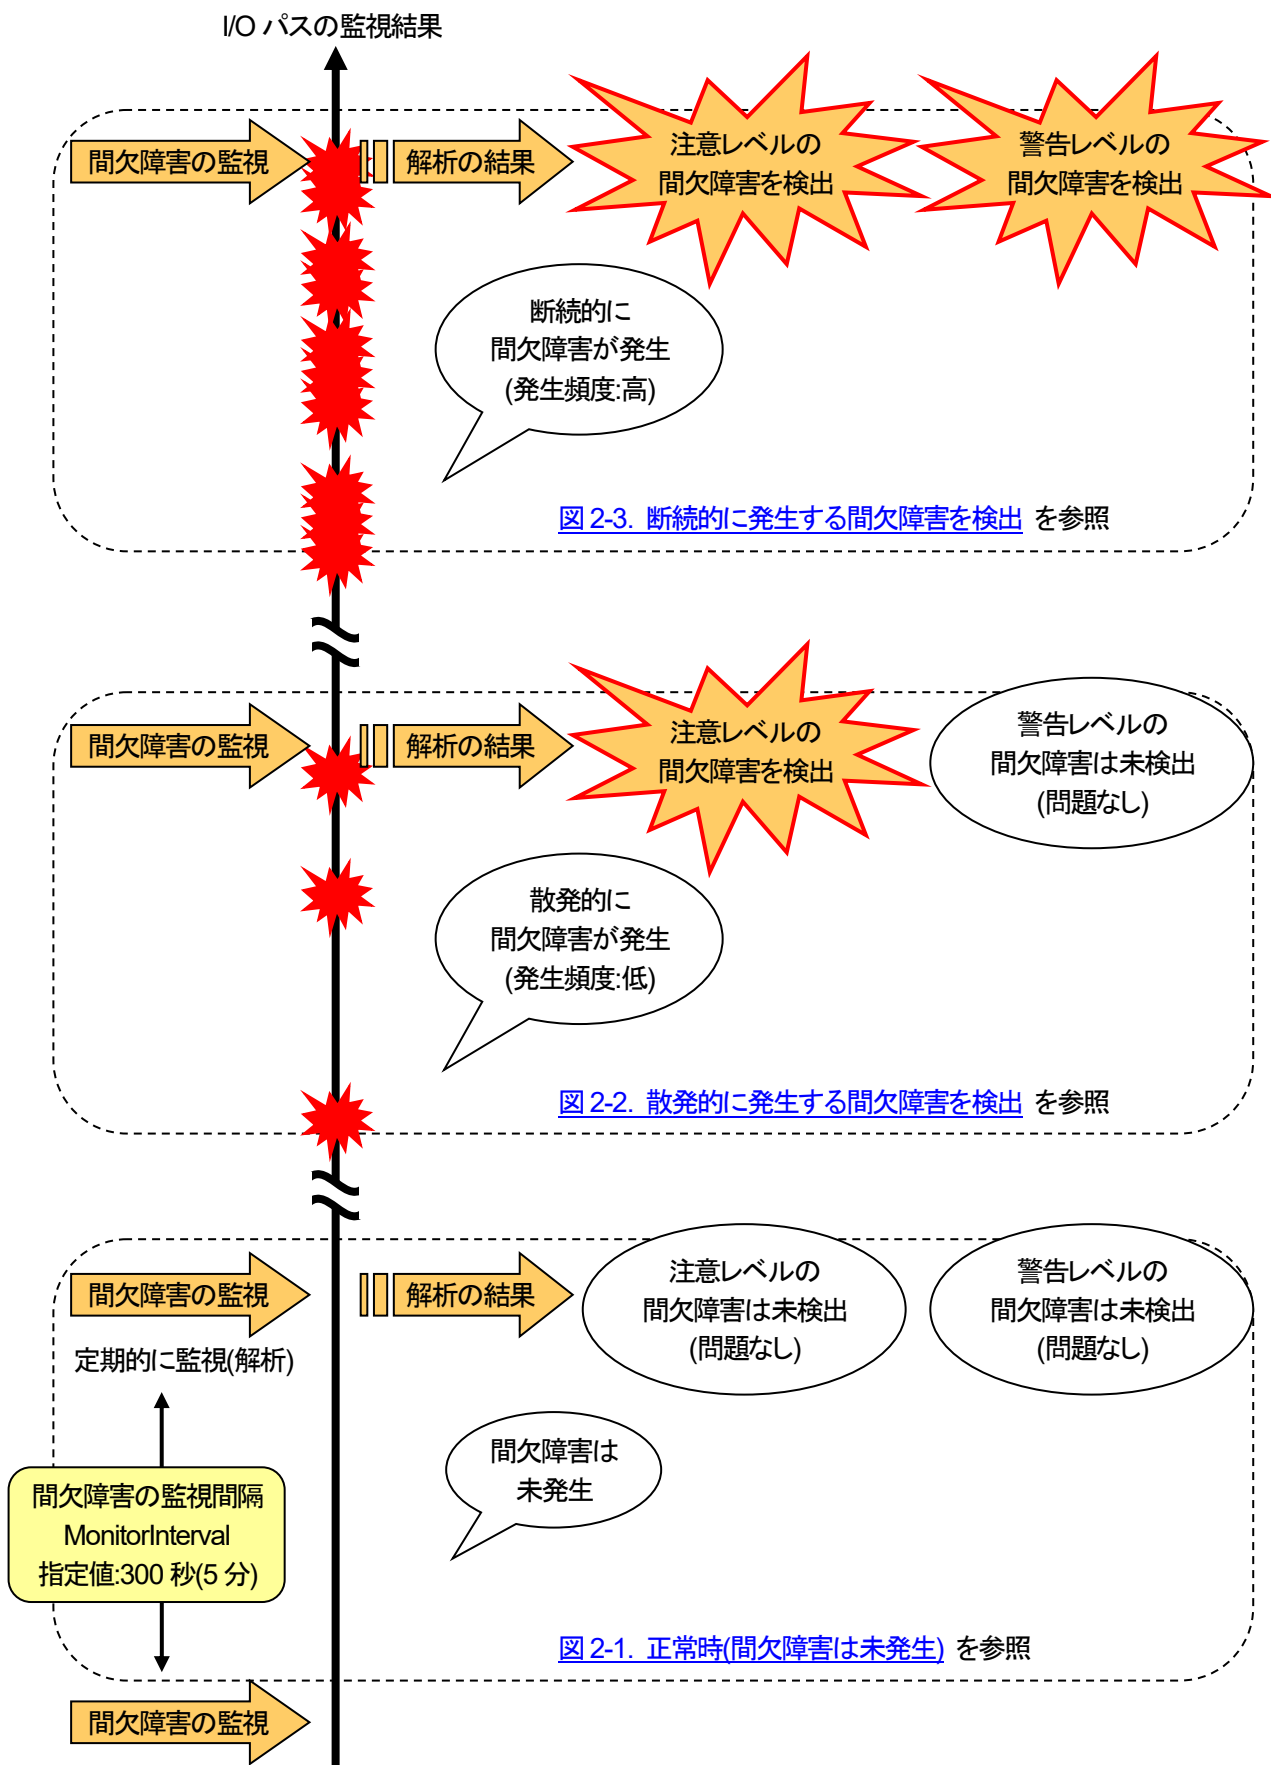 I/O パスの監視結果
間欠障害の監視
解析の結果
注意レベルの
間欠障害を検出
警告レベルの
間欠障害を検出
断続的に
間欠障害が発生
(発生頻度:高)
図 2-3. 断続的に発生する間欠障害を検出 を参照
間欠障害の監視
解析の結果
注意レベルの
間欠障害を検出
警告レベルの
間欠障害は未検出
(問題なし)
散発的に
間欠障害が発生
(発生頻度:低)
図 2-2. 散発的に発生する間欠障害を検出 を参照
間欠障害の監視
解析の結果
注意レベルの
間欠障害は未検出
(問題なし)
警告レベルの
間欠障害は未検出
(問題なし)
定期的に監視(解析)
間欠障害は
未発生
間欠障害の監視間隔
MonitorInterval
指定値:300 秒(5 分)
図 2-1. 正常時(間欠障害は未発生) を参照
間欠障害の監視